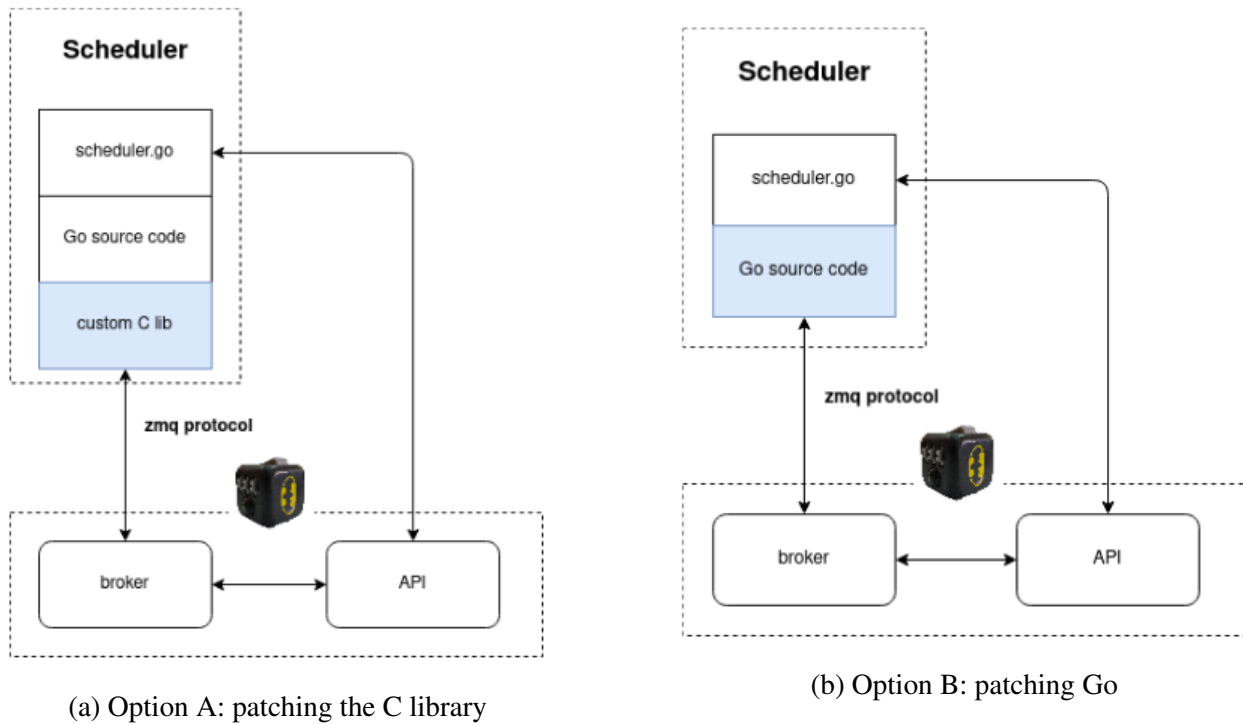 Scheduler
scheduler.go
Go source code
custom C lib
zmq protocol
broker
API
(a) Option A: patching the C library
Scheduler
scheduler.go
Go source code
zmq protocol
broker
API
(b) Option B: patching Go